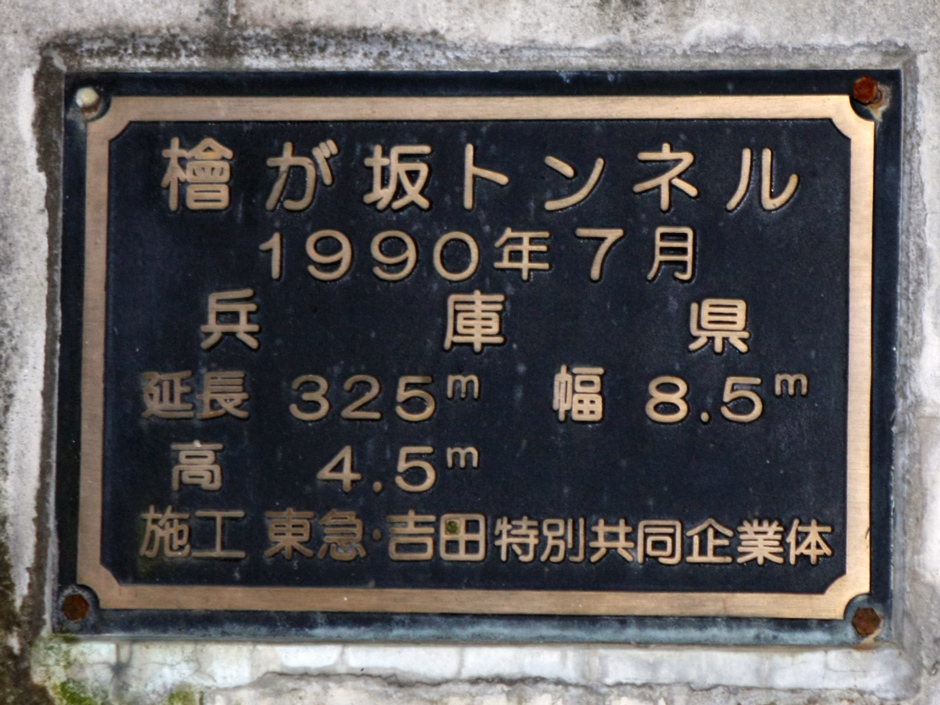 檜が坂トンネル
1990年7月
兵庫県
延長 325m 幅 8.5m
高 4.5m
施工 東急・吉田特別共同企業体